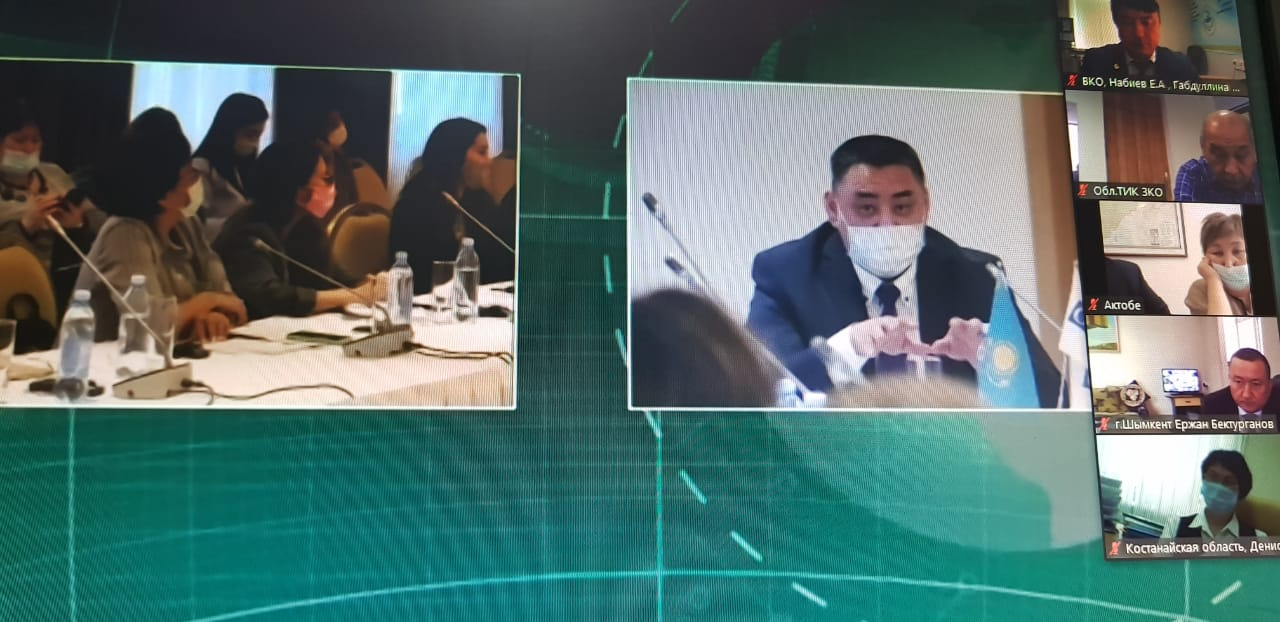 ВКО, Набиев Е.А , Габдуллина ...
Обл.ТИК ЗКО
Актобе
г.Шымкент Ержан Бектурганов
Костанайская область, Денис